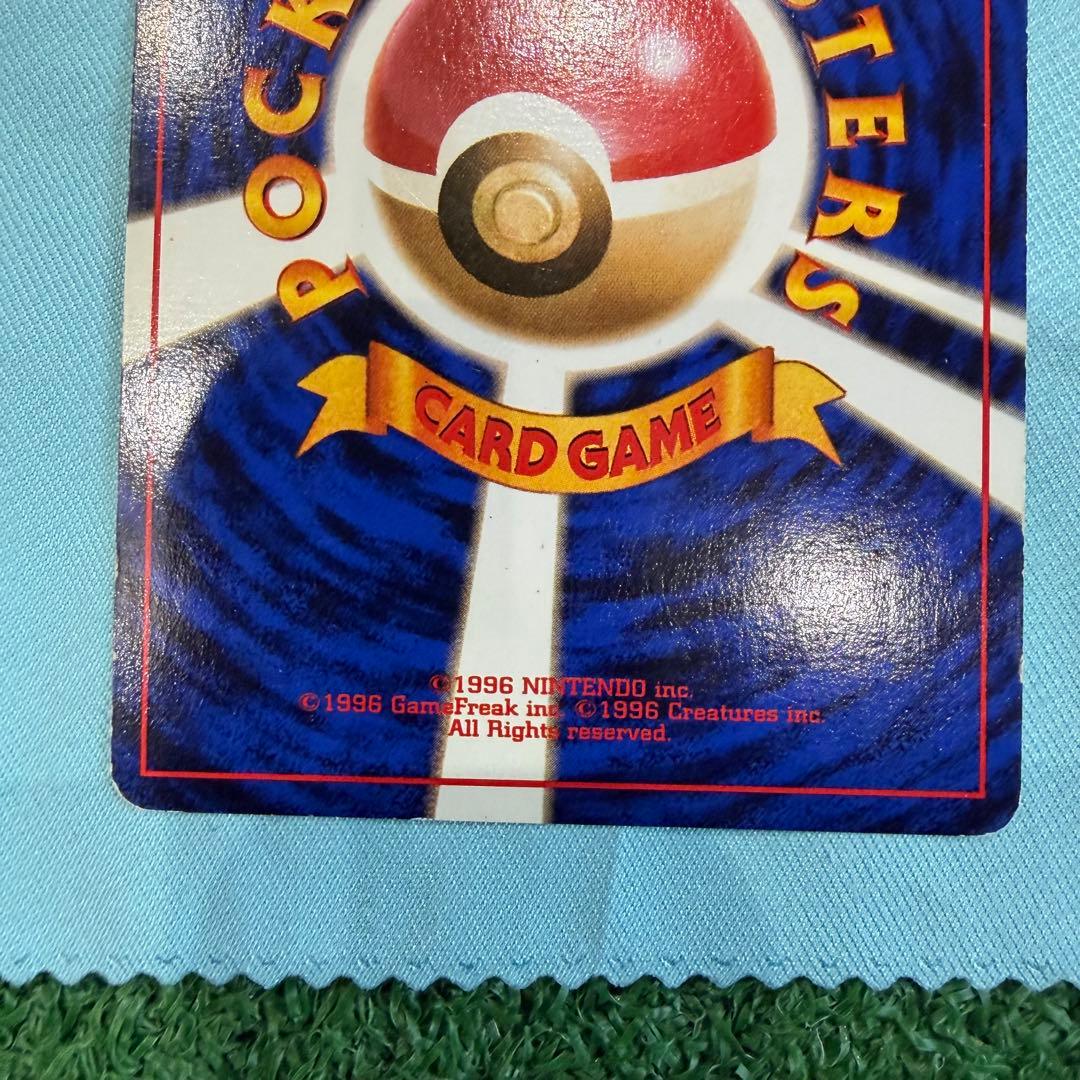 POCK
TERS
CARD GAME
©1996 NINTENDO inc.
©1996 GameFreak inc. ©1996 Creatures inc.
All Rights reserved.